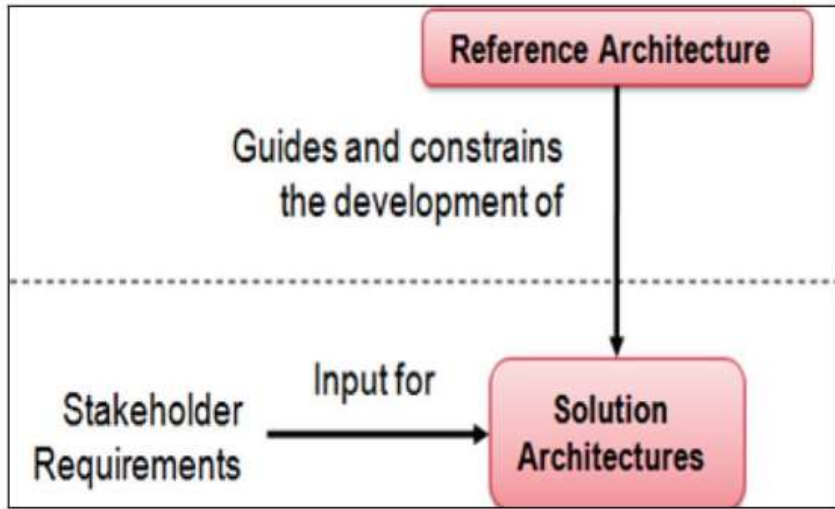 Reference Architecture
Guides and constrains
the development of
Input for
Stakeholder
Requirements
Solution
Architectures